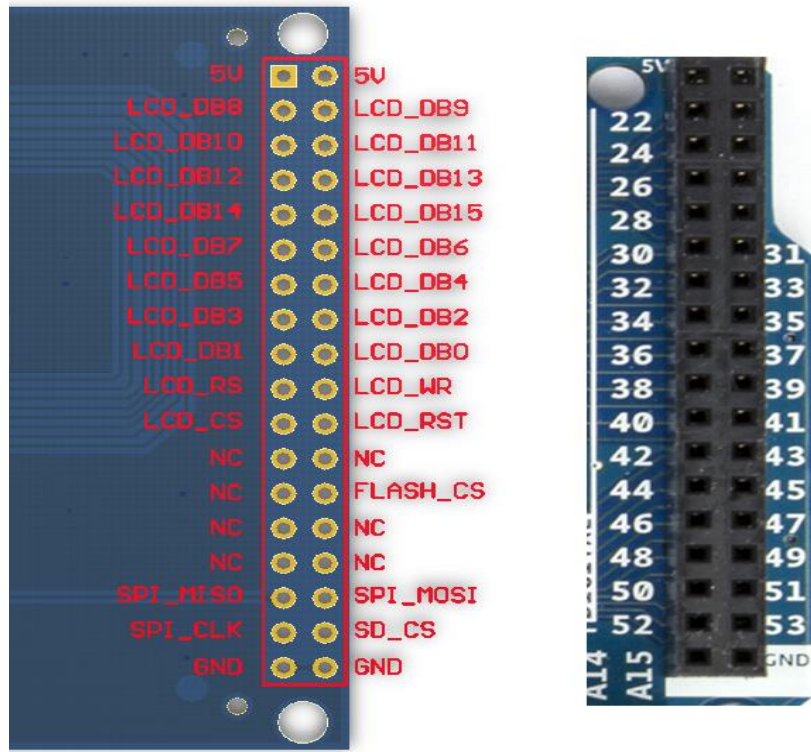 5V 5V
LCD_DB8 LCD_DB9
LCD_DB10 LCD_DB11
LCD_DB12 LCD_DB13
LCD_DB14 LCD_DB15
LCD_DB7 LCD_DB6
LCD_DB5 LCD_DB4
LCD_DB3 LCD_DB2
LCD_DB1 LCD_DB0
LCD_RS LCD_WR
LCD_CS LCD_RST
NC NC
NC FLASH_CS
NC NC
NC NC
SPI_MISO SPI_MOSI
SPI_CLK SD_CS
GND GND
5V
22
24
26
28
30 31
32 33
34 35
36 37
38 39
40 41
42 43
44 45
46 47
48 49
50 51
52 53
A14 A15 GND